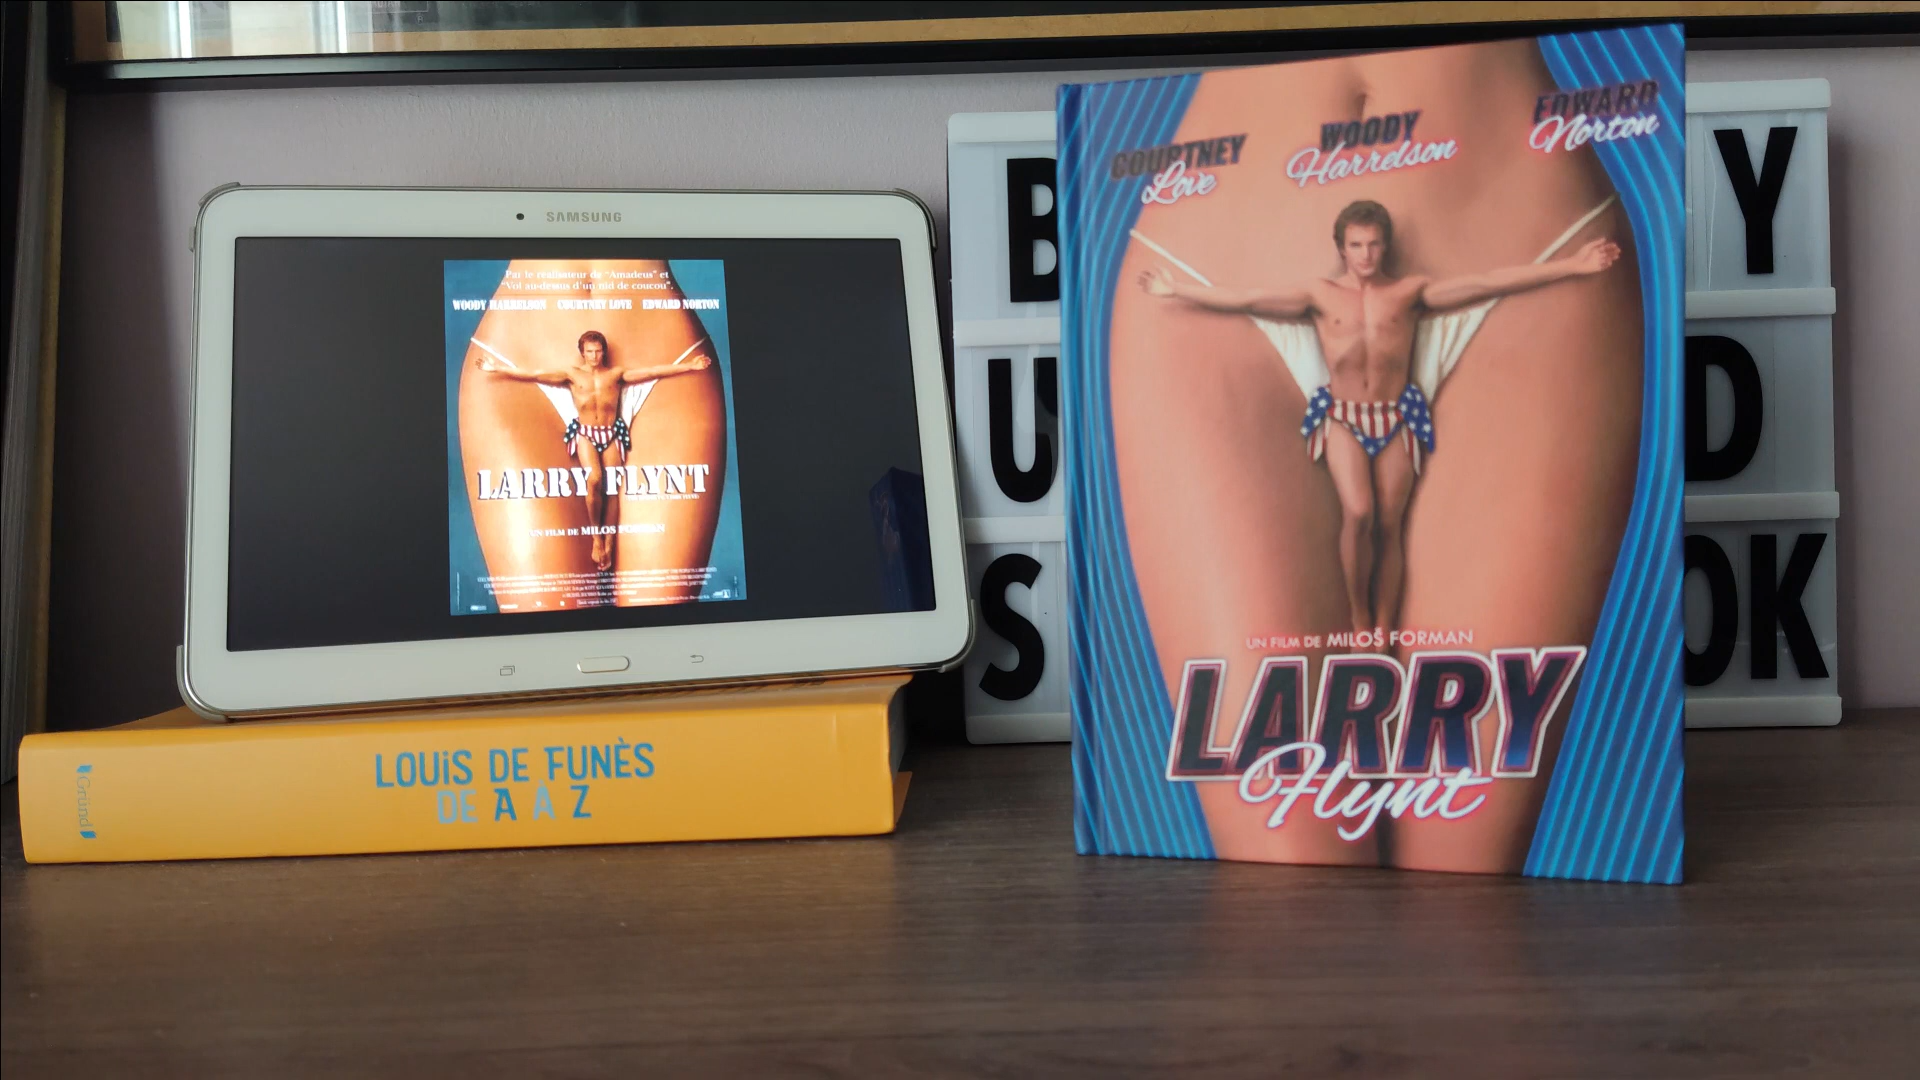 SAMSUNG
Par le réalisateur de "Amadeus" et
"Vol au-dessus d'un nid de coucou".
WOODY HARRELSON COURTNEY LOVE EDWARD NORTON
LARRY FLYNT
UN FILM DE MILOS FORMAN
LOUiS DE FUNÈS
DE A À Z
Gründ
COURTNEY
Love
WOODY
Harrelson
EDWARD
Norton
UN FILM DE MILOŠ FORMAN
LARRY
Flynt
B Y
U D
S OK